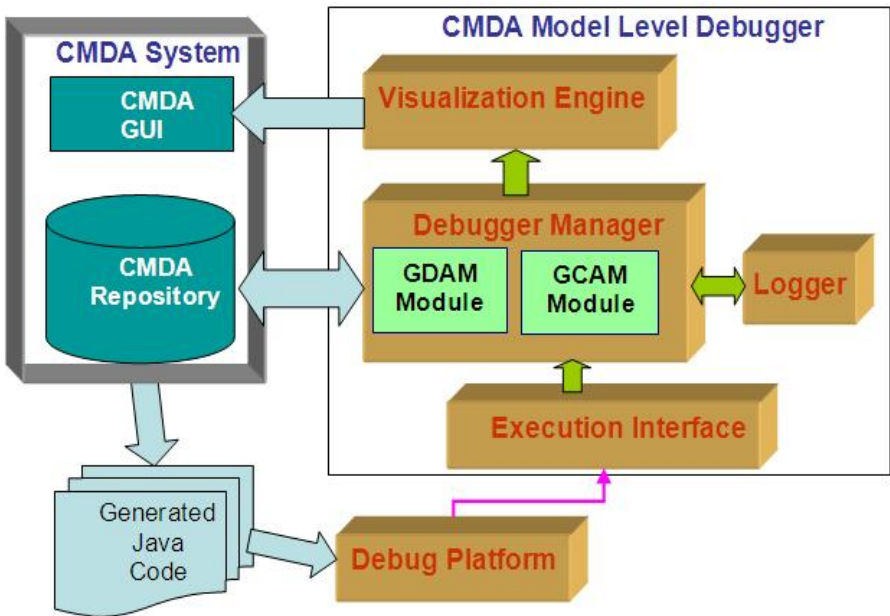 CMDA System
CMDA
GUI
CMDA
Repository
CMDA Model Level Debugger
Visualization Engine
Debugger Manager
GDAM
Module
GCAM
Module
Logger
Execution Interface
Generated
Java
Code
Debug Platform